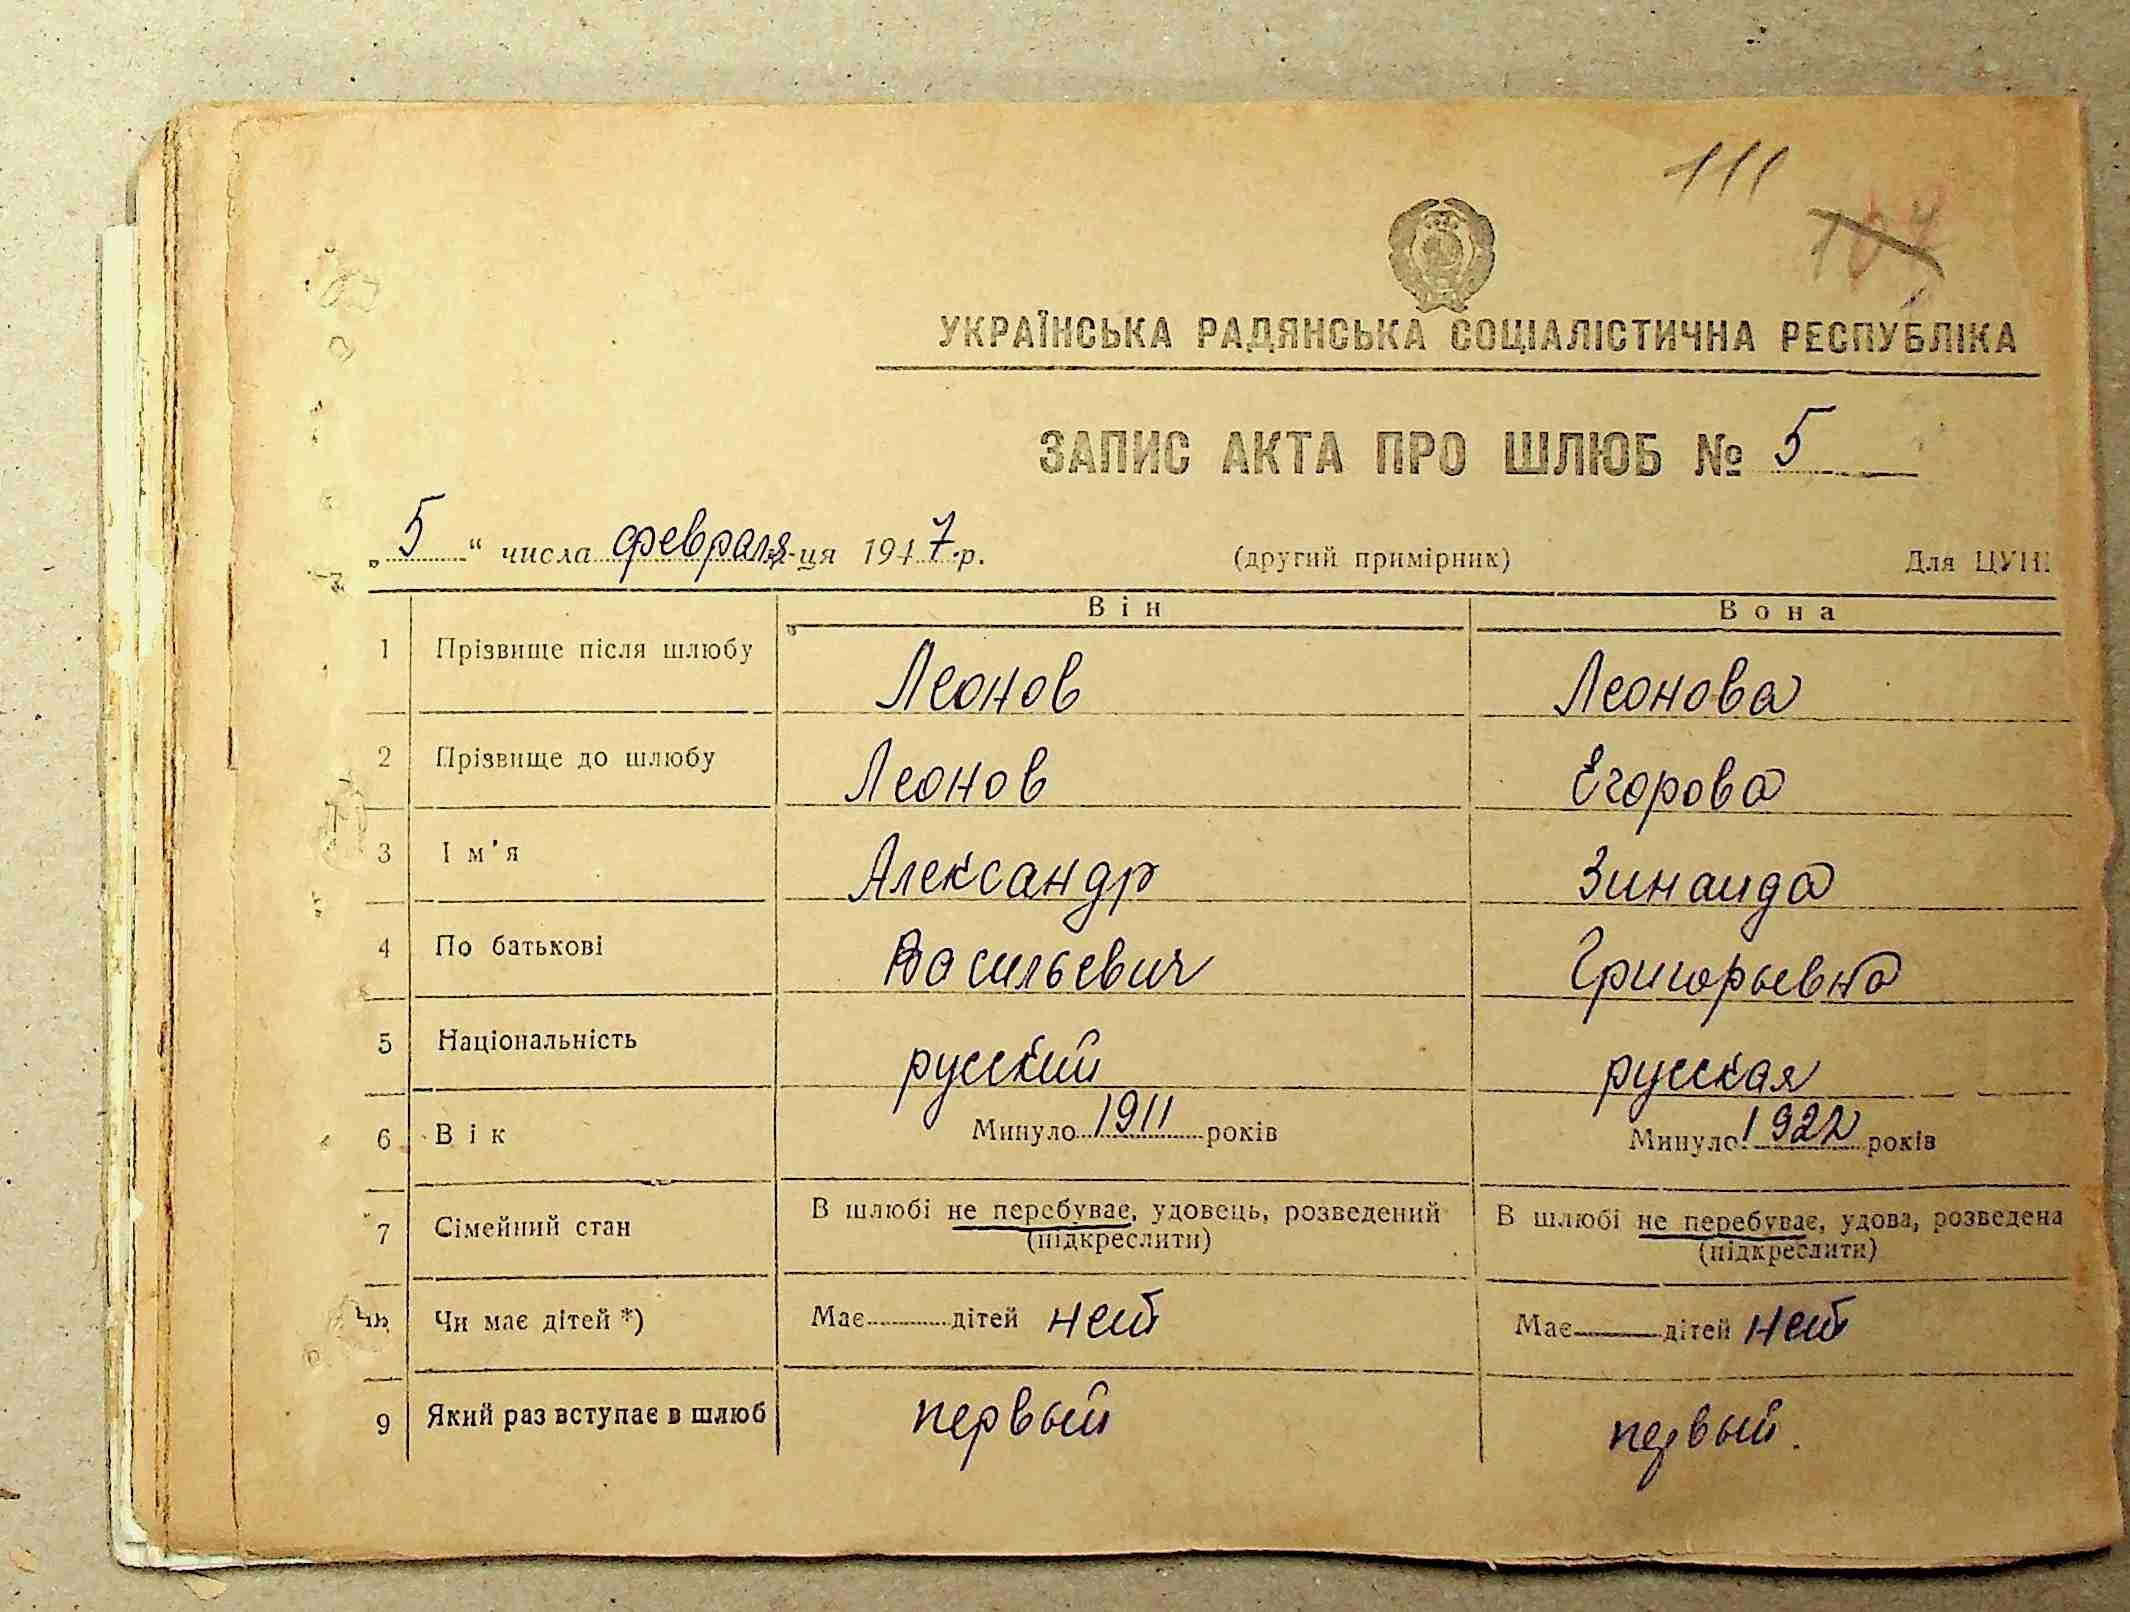 111
107
УКРАЇНСЬКА РАДЯНСЬКА СОЦІАЛІСТИЧНА РЕСПУБЛІКА
ЗАПИС АКТА ПРО ШЛЮБ № 5
„5“ числа февраля-ця 1947.р. (другий примірник) Для
Він Вона
1 Прізвище після шлюбу Леонов Леонова
2 Прізвище до шлюбу Леонов Егорова
3 Ім'я Александр Зинаида
4 По батькові Васильевич Григорьевна
5 Національність русский русская
6 Вік Минуло 1911 років Минуло 1922 років
7 Сімейний стан В шлюбі не перебуває, удовець, розведений В шлюбі не перебуває, удова, розведена
(підкреслити) (підкреслити)
Чи має дітей *) Має дітей нет Має дітей нет
9 Який раз вступає в шлюб первый первый.